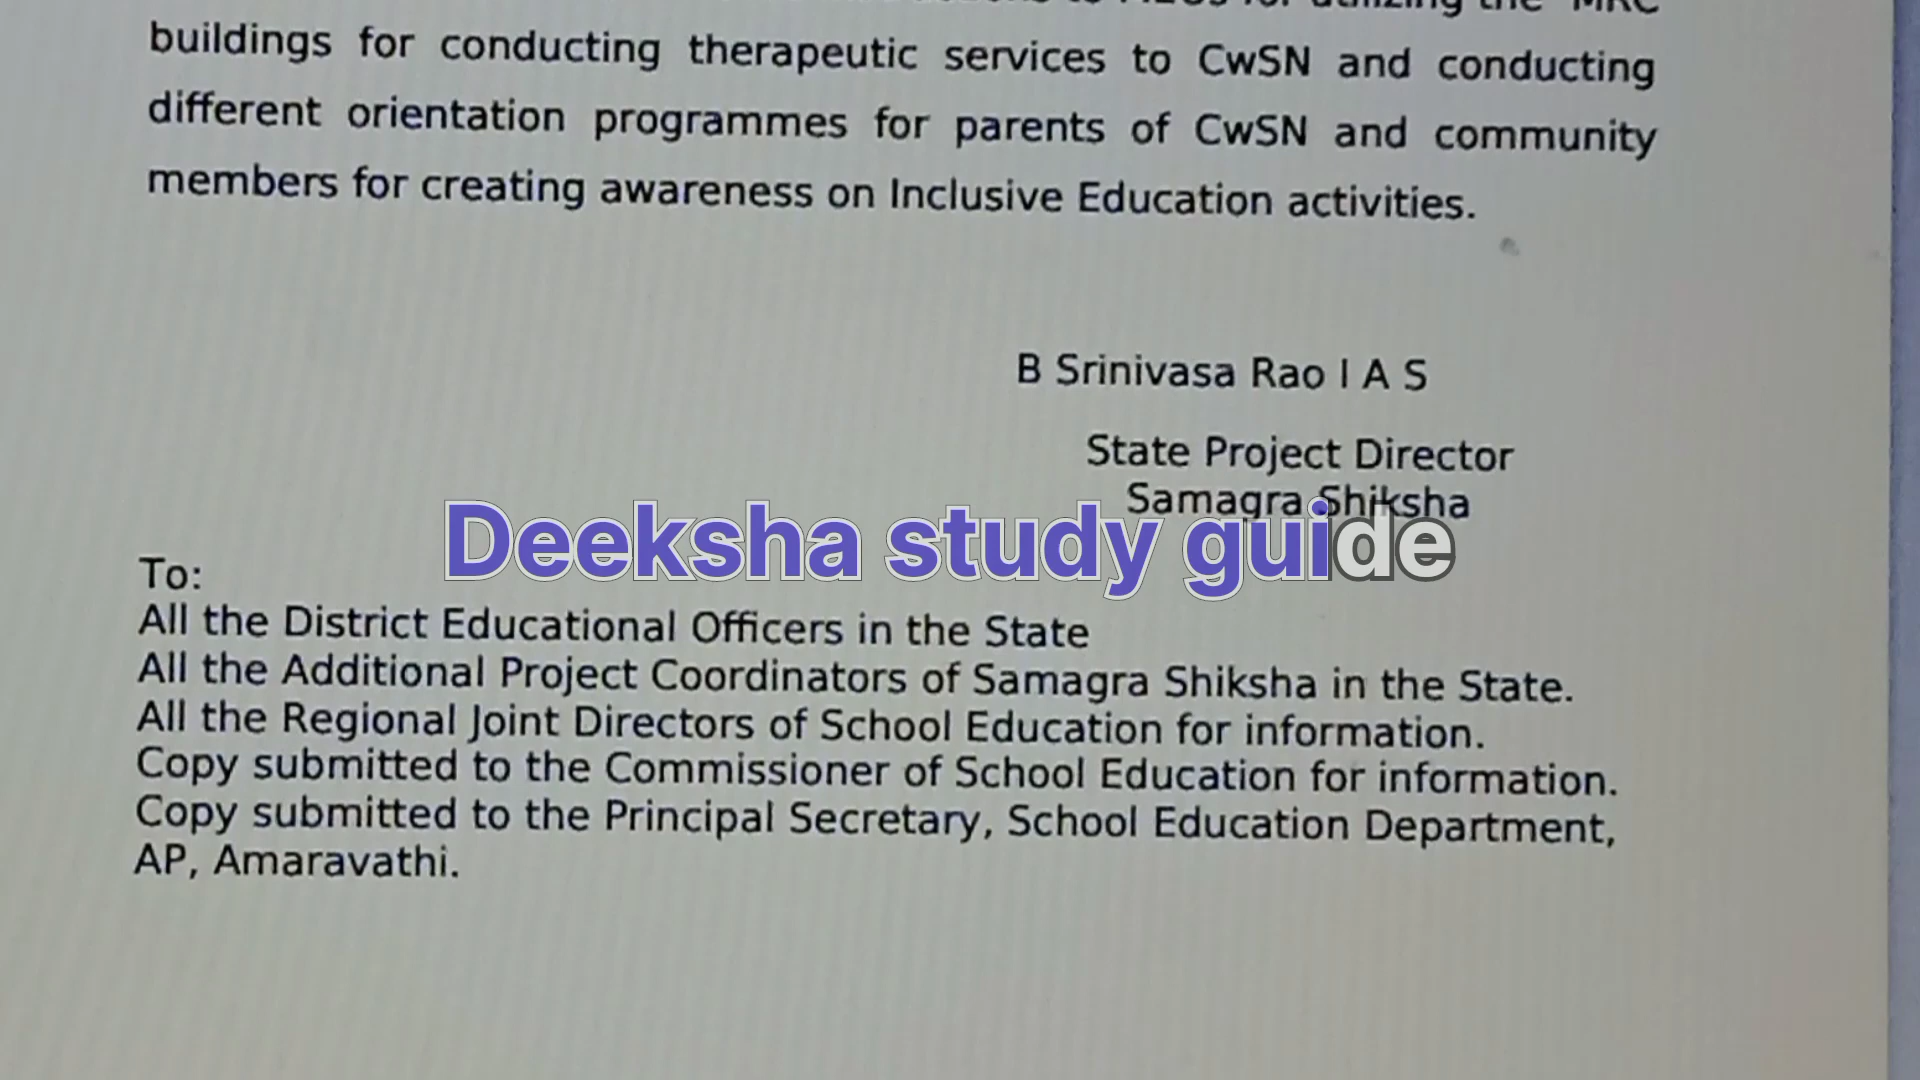 for utilizing the MRC
buildings for conducting therapeutic services to CwSN and conducting
different orientation programmes for parents of CwSN and community
members for creating awareness on Inclusive Education activities.
B Srinivasa Rao I A S
State Project Director
Samagra Shiksha
Deeksha study guide
To:
All the District Educational Officers in the State
All the Additional Project Coordinators of Samagra Shiksha in the State.
All the Regional Joint Directors of School Education for information.
Copy submitted to the Commissioner of School Education for information.
Copy submitted to the Principal Secretary, School Education Department,
AP, Amaravathi.